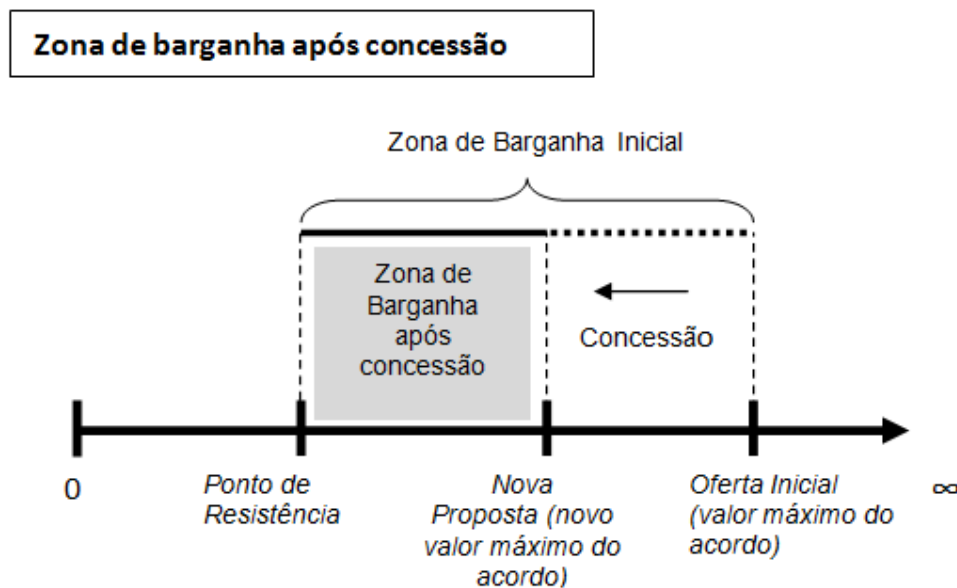 Zona de barganha após concessão
Zona de Barganha Inicial
Zona de
Barganha
após
concessão
Concessão
0
Ponto de
Resistência
Nova
Proposta (novo
valor máximo do
acordo)
Oferta Inicial
(valor máximo do
acordo)
∞